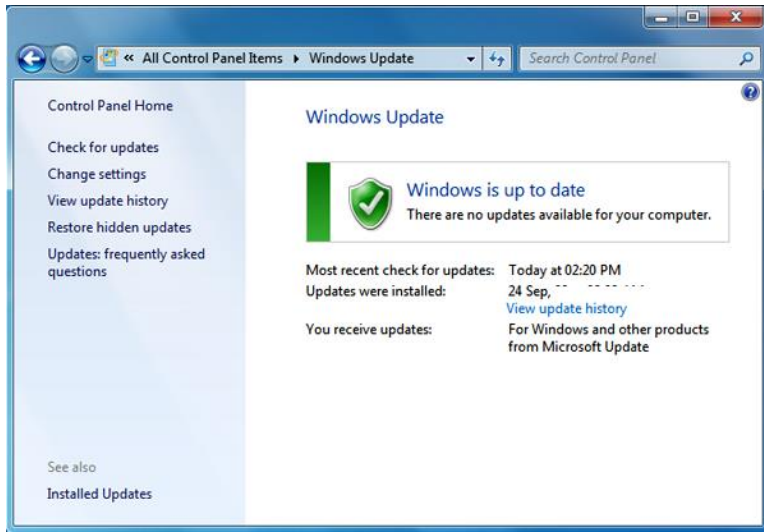 « All Control Panel Items ▸ Windows Update
Search Control Panel
Control Panel Home
Check for updates
Change settings
View update history
Restore hidden updates
Updates: frequently asked
questions
See also
Installed Updates
Windows Update
Windows is up to date
There are no updates available for your computer.
Most recent check for updates: Today at 02:20 PM
Updates were installed: 24 Sep,
View update history
You receive updates: For Windows and other products
from Microsoft Update